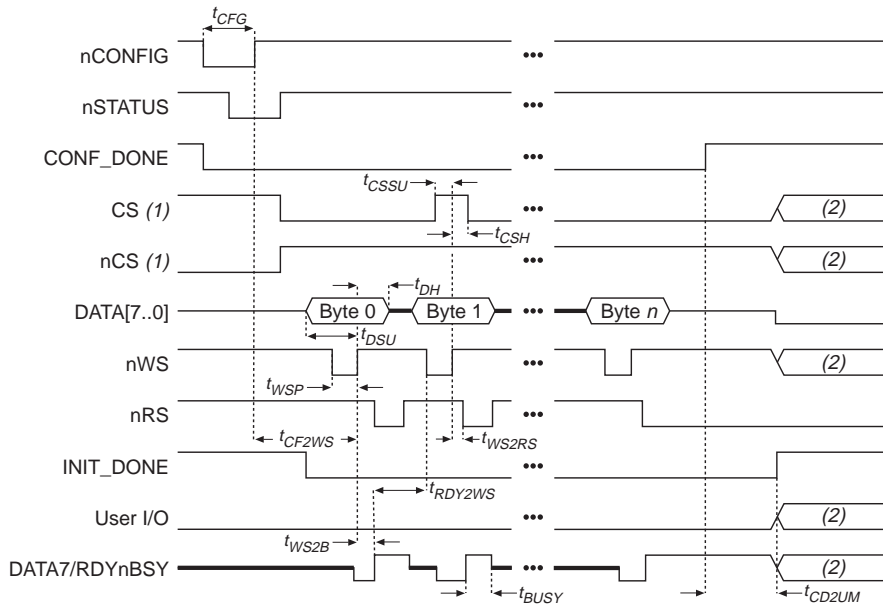 tCFG
nCONFIG
•••
nSTATUS
•••
CONF_DONE
•••
tCSSU
CS (1)
•••
(2)
tCSH
nCS (1)
•••
(2)
tDH
DATA[7..0]
Byte 0
Byte 1
•••
Byte n
tDSU
nWS
•••
(2)
tWSP
nRS
•••
tCF2WS
tWS2RS
INIT_DONE
•••
tRDY2WS
User I/O
•••
(2)
tWS2B
DATA7/RDYnBSY
•••
(2)
tBUSY
tCD2UM